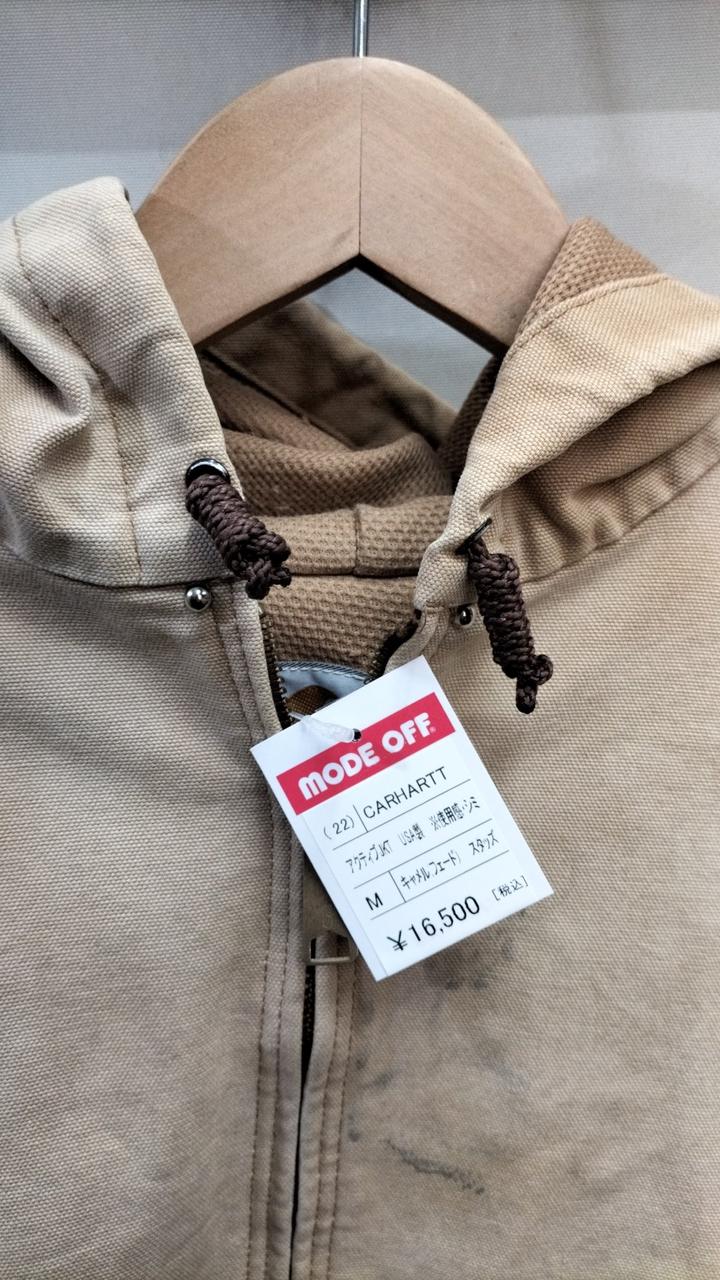 MODE OFF®
(22) CARHARTT
アクティブJKT USA製 ※使用感・シミ
M キャメル(フェード) スタッズ
¥16,500 [税込]